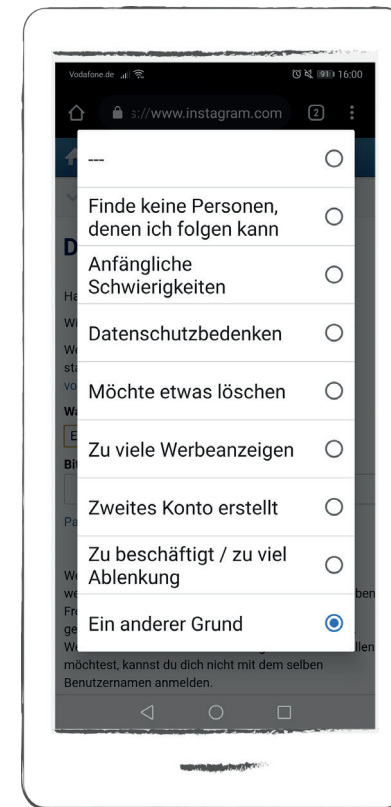 Vodafone.de 91 16:00
s://www.instagram.com 2
---
Finde keine Personen,
denen ich folgen kann
Anfängliche
Schwierigkeiten
Datenschutzbedenken
Möchte etwas löschen
Zu viele Werbeanzeigen
Zweites Konto erstellt
Zu beschäftigt / zu viel
Ablenkung
Ein anderer Grund
möchtest, kannst du dich nicht mit dem selben
Benutzernamen anmelden.